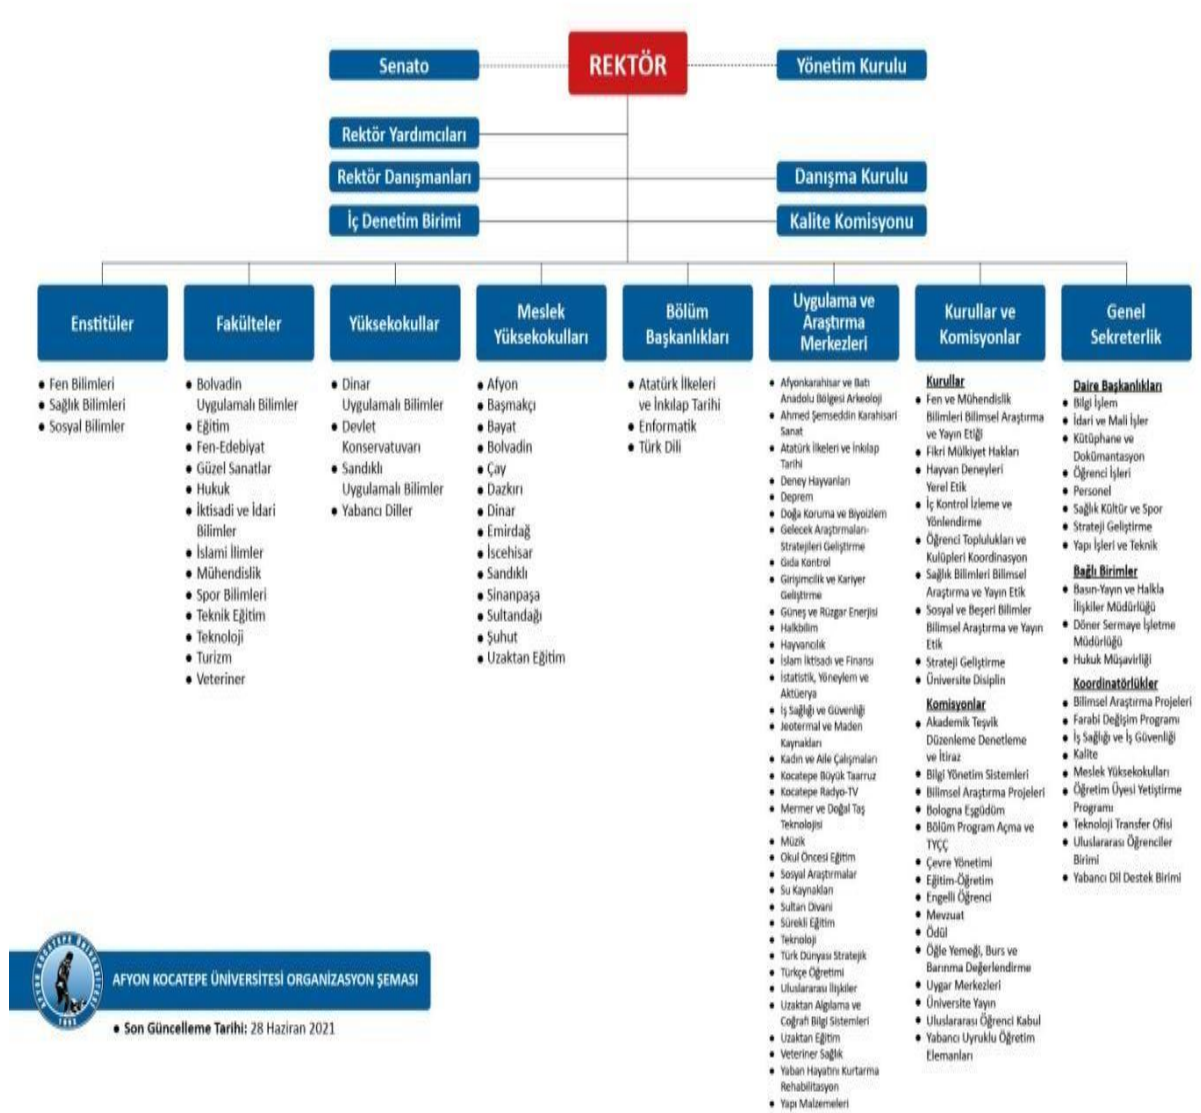 Senato
REKTÖR
Yönetim Kurulu
Rektör Yardımcıları
Rektör Danışmanları
Danışma Kurulu
İç Denetim Birimi
Kalite Komisyonu
Enstitüler
• Fen Bilimleri
• Sağlık Bilimleri
• Sosyal Bilimler
Fakülteler
• Bolvadin
Uygulamalı Bilimler
• Eğitim
• Fen-Edebiyat
• Güzel Sanatlar
• Hukuk
• İktisadi ve İdari
Bilimler
• İslami İlimler
• Mühendislik
• Spor Bilimleri
• Teknik Eğitim
• Teknoloji
• Turizm
• Veteriner
Yüksekokullar
• Dinar
Uygulamalı Bilimler
• Devlet
Konservatuvarı
• Sandıklı
Uygulamalı Bilimler
• Yabancı Diller
Meslek
Yüksekokulları
• Afyon
• Başmakçı
• Bayat
• Bolvadin
• Çay
• Dazkırı
• Dinar
• Emirdağ
• İscehisar
• Sandıklı
• Sinanpaşa
• Sultandağı
• Şuhut
• Uzaktan Eğitim
Bölüm
Başkanlıkları
• Atatürk İlkeleri
ve İnkılap Tarihi
• Enformatik
• Türk Dili
Uygulama ve
Araştırma
Merkezleri
• Afyonkarahisar ve Batı
Anadolu Bölgesi Arkeoloji
• Ahmed Şemseddin Karahisari
Sanat
• Atatürk İlkeleri ve İnkılap
Tarihi
• Deney Hayvanları
• Deprem
• Doğa Koruma ve Biyoizlem
• Gelecek Araştırmaları-
Stratejileri Geliştirme
• Gıda Kontrol
• Girişimcilik ve Kariyer
Geliştirme
• Güneş ve Rüzgar Enerjisi
• Halkbilim
• Hayvancılık
• İslam İktisadı ve Finansı
• İstatistik, Yöneylem ve
Aktüerya
• İş Sağlığı ve Güvenliği
• Jeotermal ve Maden
Kaynakları
• Kadın ve Aile Çalışmaları
• Kocatepe Büyük Taarruz
• Kocatepe Radyo-TV
• Mermer ve Doğal Taş
Teknolojisi
• Müzik
• Okul Öncesi Eğitim
• Sosyal Araştırmalar
• Su Kaynakları
• Sultan Divani
• Sürekli Eğitim
• Teknoloji
• Türk Dünyası Stratejik
• Türkçe Öğretimi
• Uluslararası İlişkiler
• Uzaktan Algılama ve
Coğrafi Bilgi Sistemleri
• Uzaktan Eğitim
• Veteriner Sağlık
• Yaban Hayatını Kurtarma
Rehabilitasyon
• Yapı Malzemeleri
Kurullar ve
Komisyonlar
Kurullar
• Fen ve Mühendislik
Bilimleri Bilimsel Araştırma
ve Yayın Etiği
• Fikri Mülkiyet Hakları
• Hayvan Deneyleri
Yerel Etik
• İç Kontrol İzleme ve
Yönlendirme
• Öğrenci Toplulukları ve
Kulüpleri Koordinasyon
• Sağlık Bilimleri Bilimsel
Araştırma ve Yayın Etik
• Sosyal ve Beşeri Bilimler
Bilimsel Araştırma ve Yayın
Etik
• Strateji Geliştirme
• Üniversite Disiplin
Komisyonlar
• Akademik Teşvik
Düzenleme Denetleme
ve İtiraz
• Bilgi Yönetim Sistemleri
• Bilimsel Araştırma Projeleri
• Bologna Eşgüdüm
• Bölüm Program Açma ve
TYÇÇ
• Çevre Yönetimi
• Eğitim-Öğretim
• Engelli Öğrenci
• Mevzuat
• Ödül
• Öğle Yemeği, Burs ve
Barınma Değerlendirme
• Uygar Merkezleri
• Üniversite Yayın
• Uluslararası Öğrenci Kabul
• Yabancı Uyruklu Öğretim
Elemanları
Genel
Sekreterlik
Daire Başkanlıkları
• Bilgi İşlem
• İdari ve Mali İşler
• Kütüphane ve
Dokümantasyon
• Öğrenci İşleri
• Personel
• Sağlık Kültür ve Spor
• Strateji Geliştirme
• Yapı İşleri ve Teknik
Bağlı Birimler
• Basın-Yayın ve Halkla
İlişkiler Müdürlüğü
• Döner Sermaye İşletme
Müdürlüğü
• Hukuk Müşavirliği
Koordinatörlükler
• Bilimsel Araştırma Projeleri
• Farabi Değişim Programı
• İş Sağlığı ve İş Güvenliği
• Kalite
• Meslek Yüksekokulları
• Öğretim Üyesi Yetiştirme
Programı
• Teknoloji Transfer Ofisi
• Uluslararası Öğrenciler
Birimi
• Yabancı Dil Destek Birimi
AFYON KOCATEPE ÜNİVERSİTESİ
1992
AFYON KOCATEPE ÜNİVERSİTESİ ORGANİZASYON ŞEMASI
• Son Güncelleme Tarihi: 28 Haziran 2021